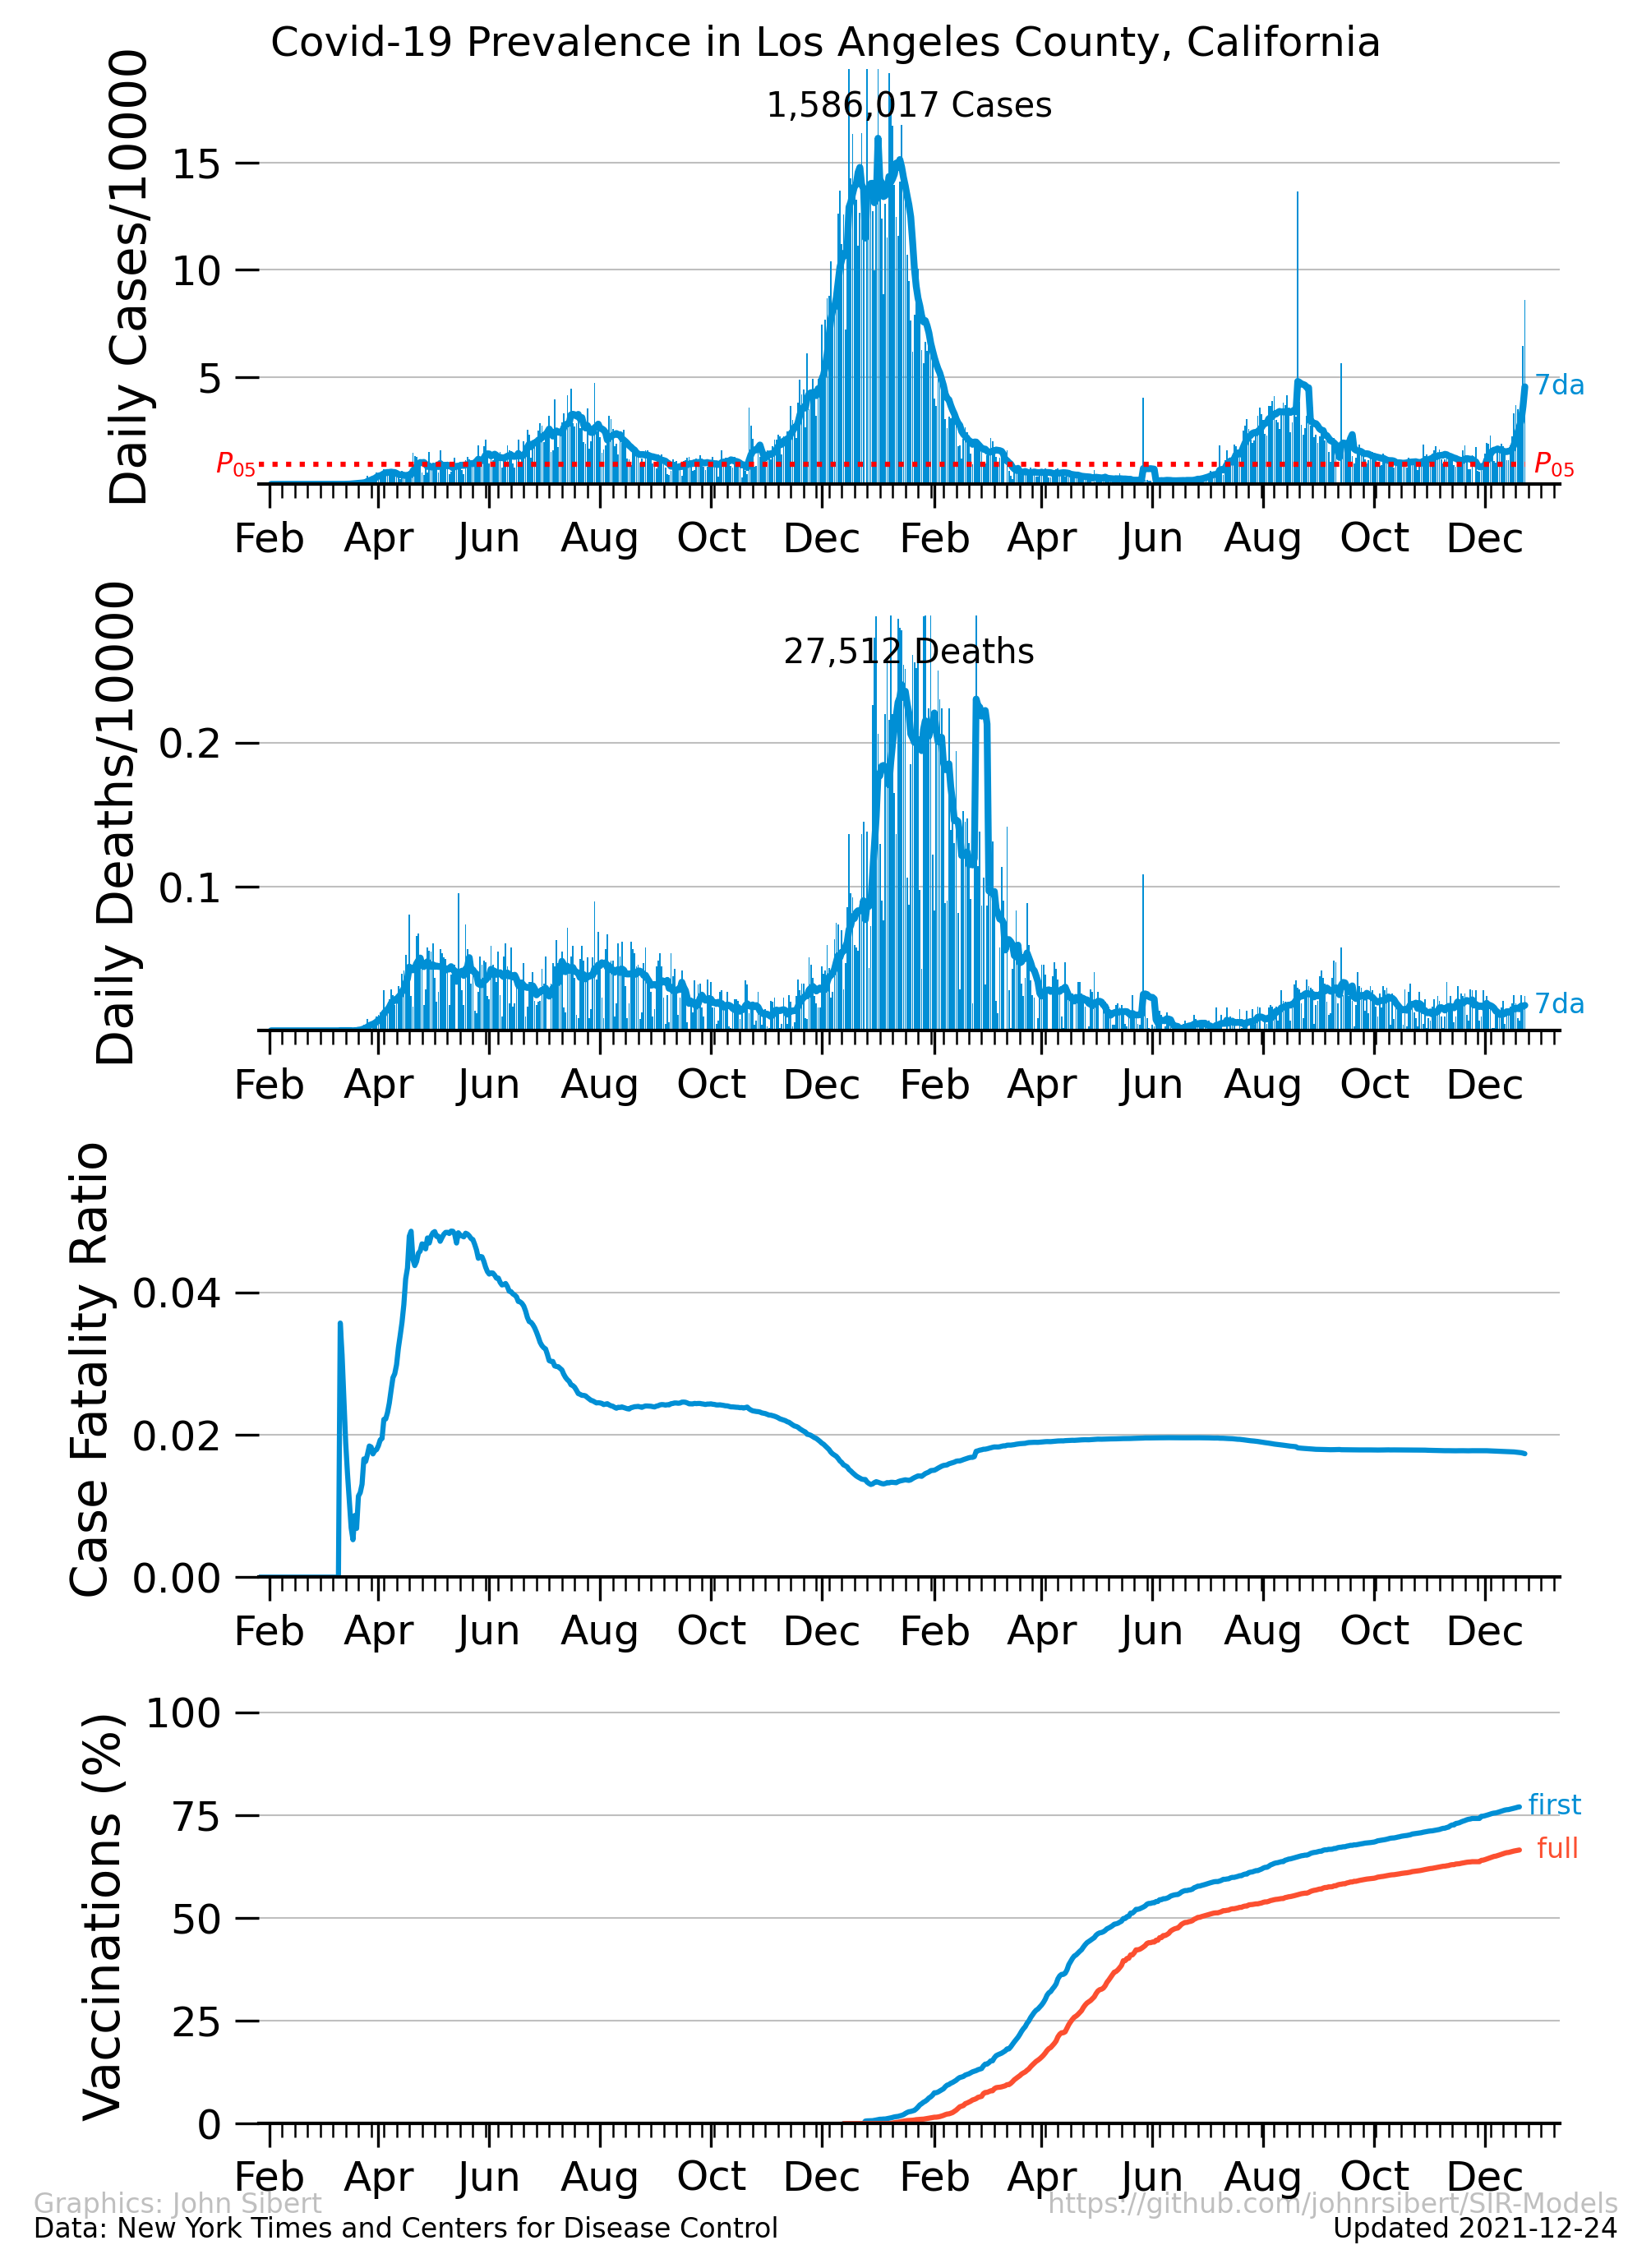 Covid-19 Prevalence in Los Angeles County, California
Daily Cases/10000
1,586,017 Cases
15
10
5
7da
P05
P05
Feb Apr Jun Aug Oct Dec Feb Apr Jun Aug Oct Dec
Daily Deaths/10000
27,512 Deaths
0.2
0.1
7da
Feb Apr Jun Aug Oct Dec Feb Apr Jun Aug Oct Dec
Case Fatality Ratio
0.04
0.02
0.00
Feb Apr Jun Aug Oct Dec Feb Apr Jun Aug Oct Dec
Vaccinations (%)
100
75
50
25
0
first
full
Feb Apr Jun Aug Oct Dec Feb Apr Jun Aug Oct Dec
Graphics: John Sibert
https://github.com/johnrsibert/SIR-Models
Data: New York Times and Centers for Disease Control
Updated 2021-12-24